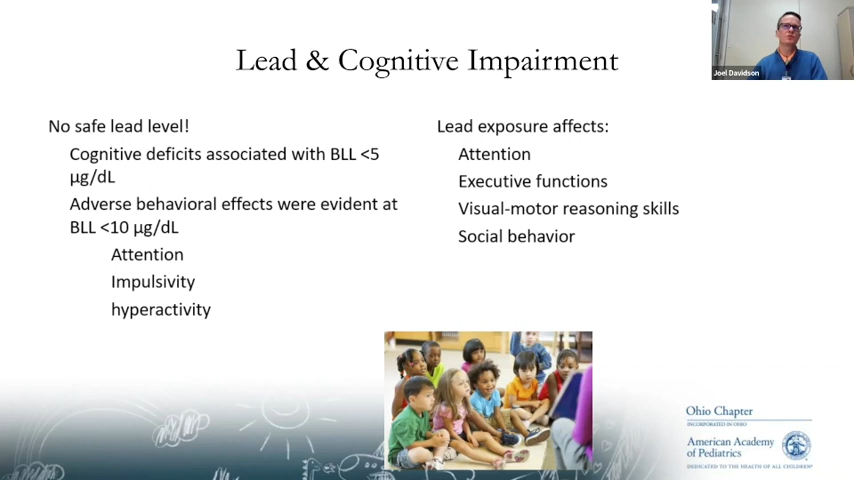 Lead & Cognitive Impairment
Joel Davidson
No safe lead level!
Cognitive deficits associated with BLL <5
µg/dL
Adverse behavioral effects were evident at
BLL <10 µg/dL
Attention
Impulsivity
hyperactivity
Lead exposure affects:
Attention
Executive functions
Visual-motor reasoning skills
Social behavior
Ohio Chapter
INCORPORATED IN OHIO
American Academy
of Pediatrics
DEDICATED TO THE HEALTH OF ALL CHILDREN®